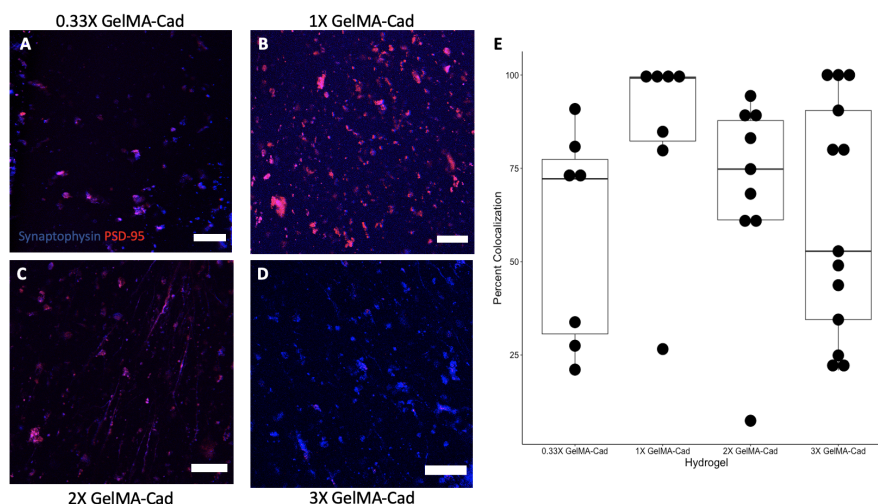 0.33X GelMA-Cad
1X GelMA-Cad
A
B
Synaptophysin PSD-95
C
D
2X GelMA-Cad
3X GelMA-Cad
E
Percent Colocalization
100
75
50
25
0.33X GelMA-Cad
1X GelMA-Cad
2X GelMA-Cad
3X GelMA-Cad
Hydrogel